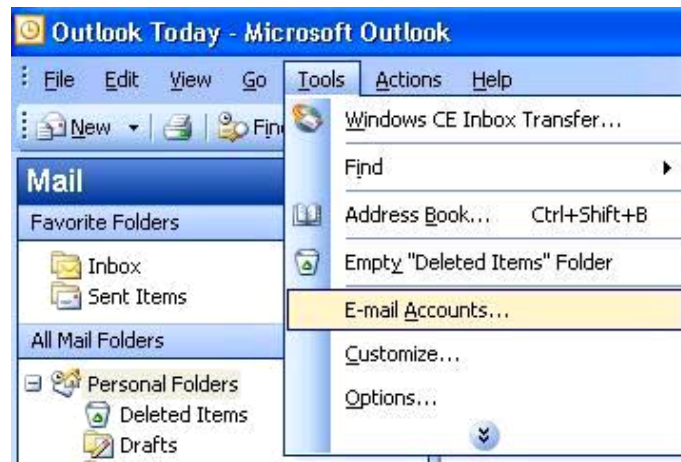 Outlook Today - Microsoft Outlook
File Edit View Go Tools Actions Help
New Fin
Windows CE Inbox Transfer...
Find
Address Book... Ctrl+Shift+B
Empty "Deleted Items" Folder
E-mail Accounts...
Customize...
Options...
Mail
Favorite Folders
Inbox
Sent Items
All Mail Folders
Personal Folders
Deleted Items
Drafts